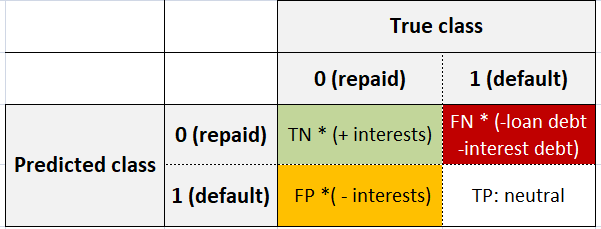 True class
0 (repaid)
1 (default)
Predicted class
0 (repaid)
TN * (+ interests)
FN * (-loan debt
-interest debt)
1 (default)
FP *( - interests)
TP: neutral